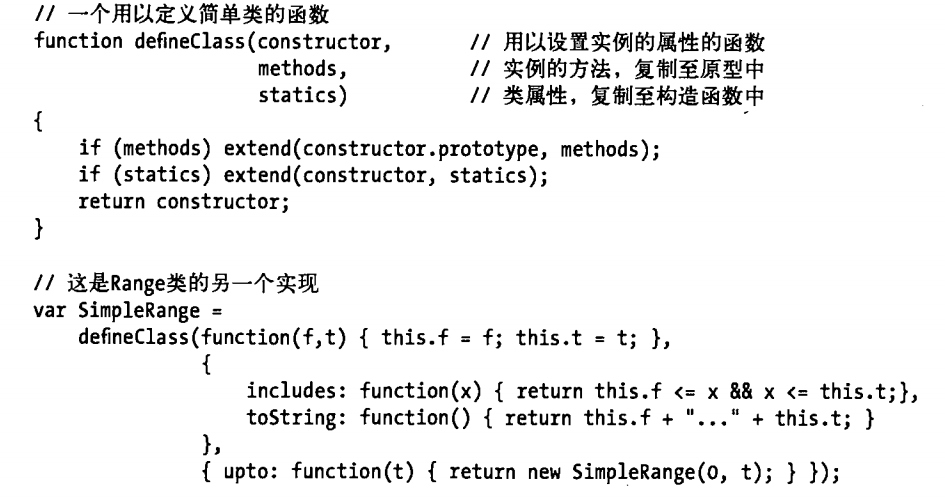 // 一个用以定义简单类的函数
function defineClass(constructor, // 用以设置实例的属性的函数
methods, // 实例的方法，复制至原型中
statics) // 类属性，复制至构造函数中
{
if (methods) extend(constructor.prototype, methods);
if (statics) extend(constructor, statics);
return constructor;
}
// 这是Range类的另一个实现
var SimpleRange =
defineClass(function(f,t) { this.f = f; this.t = t; },
{
includes: function(x) { return this.f <= x && x <= this.t;},
toString: function() { return this.f + "..." + this.t; }
},
{ upto: function(t) { return new SimpleRange(0, t); } });